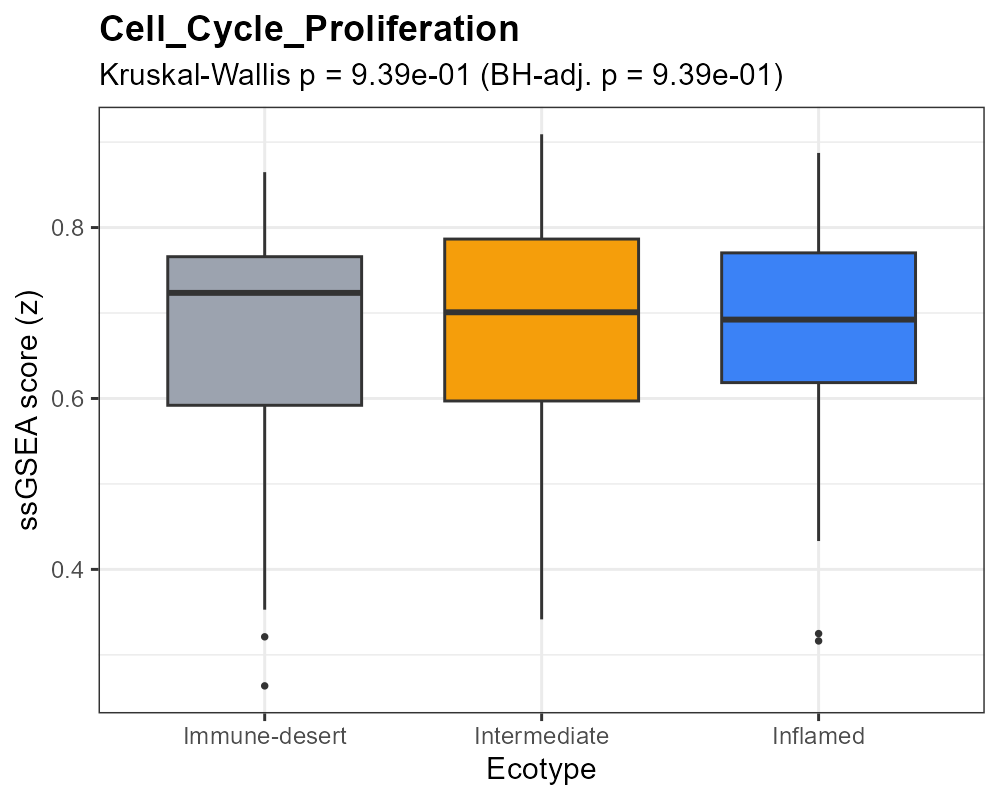 Cell_Cycle_Proliferation
Kruskal-Wallis p = 9.39e-01 (BH-adj. p = 9.39e-01)
ssGSEA score (z)
0.8
0.6
0.4
Immune-desert
Intermediate
Inflamed
Ecotype